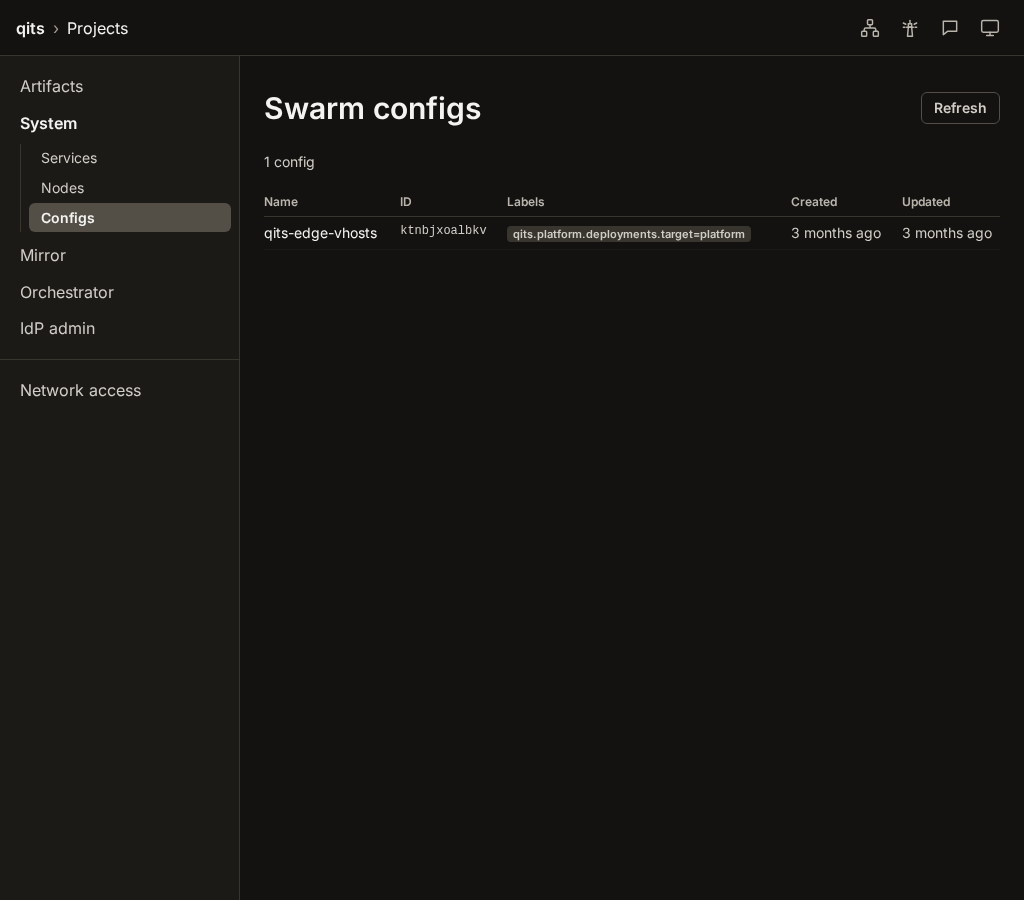 qits › Projects
Artifacts
System
Services
Nodes
Configs
Mirror
Orchestrator
IdP admin
Network access
Swarm configs
Refresh
1 config
Name ID Labels Created Updated
qits-edge-vhosts ktnbjxoalbkv qits.platform.deployments.target=platform 3 months ago 3 months ago